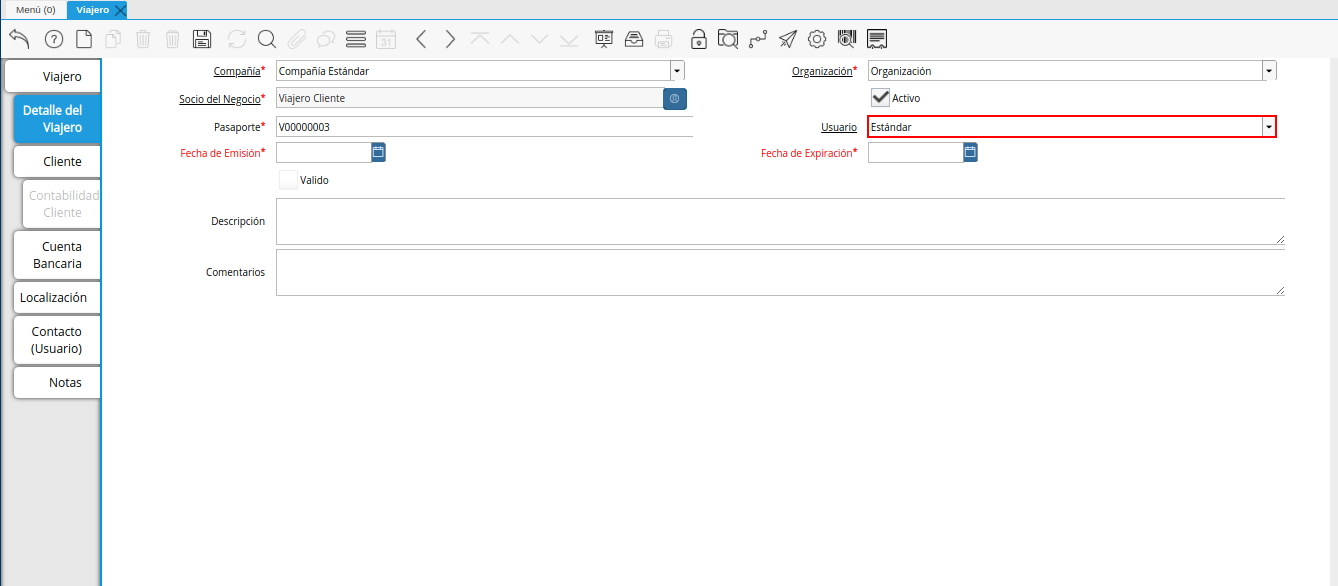 Menú (0)
Viajero
31
Viajero
Detalle del
Viajero
Cliente
Contabilidad
Cliente
Cuenta
Bancaria
Localización
Contacto
(Usuario)
Notas
Compañía* Compañía Estándar
Organización* Organización
Socio del Negocio* Viajero Cliente
Activo
Pasaporte* V00000003
Usuario Estándar
Fecha de Emisión*
Fecha de Expiración*
Valido
Descripción
Comentarios